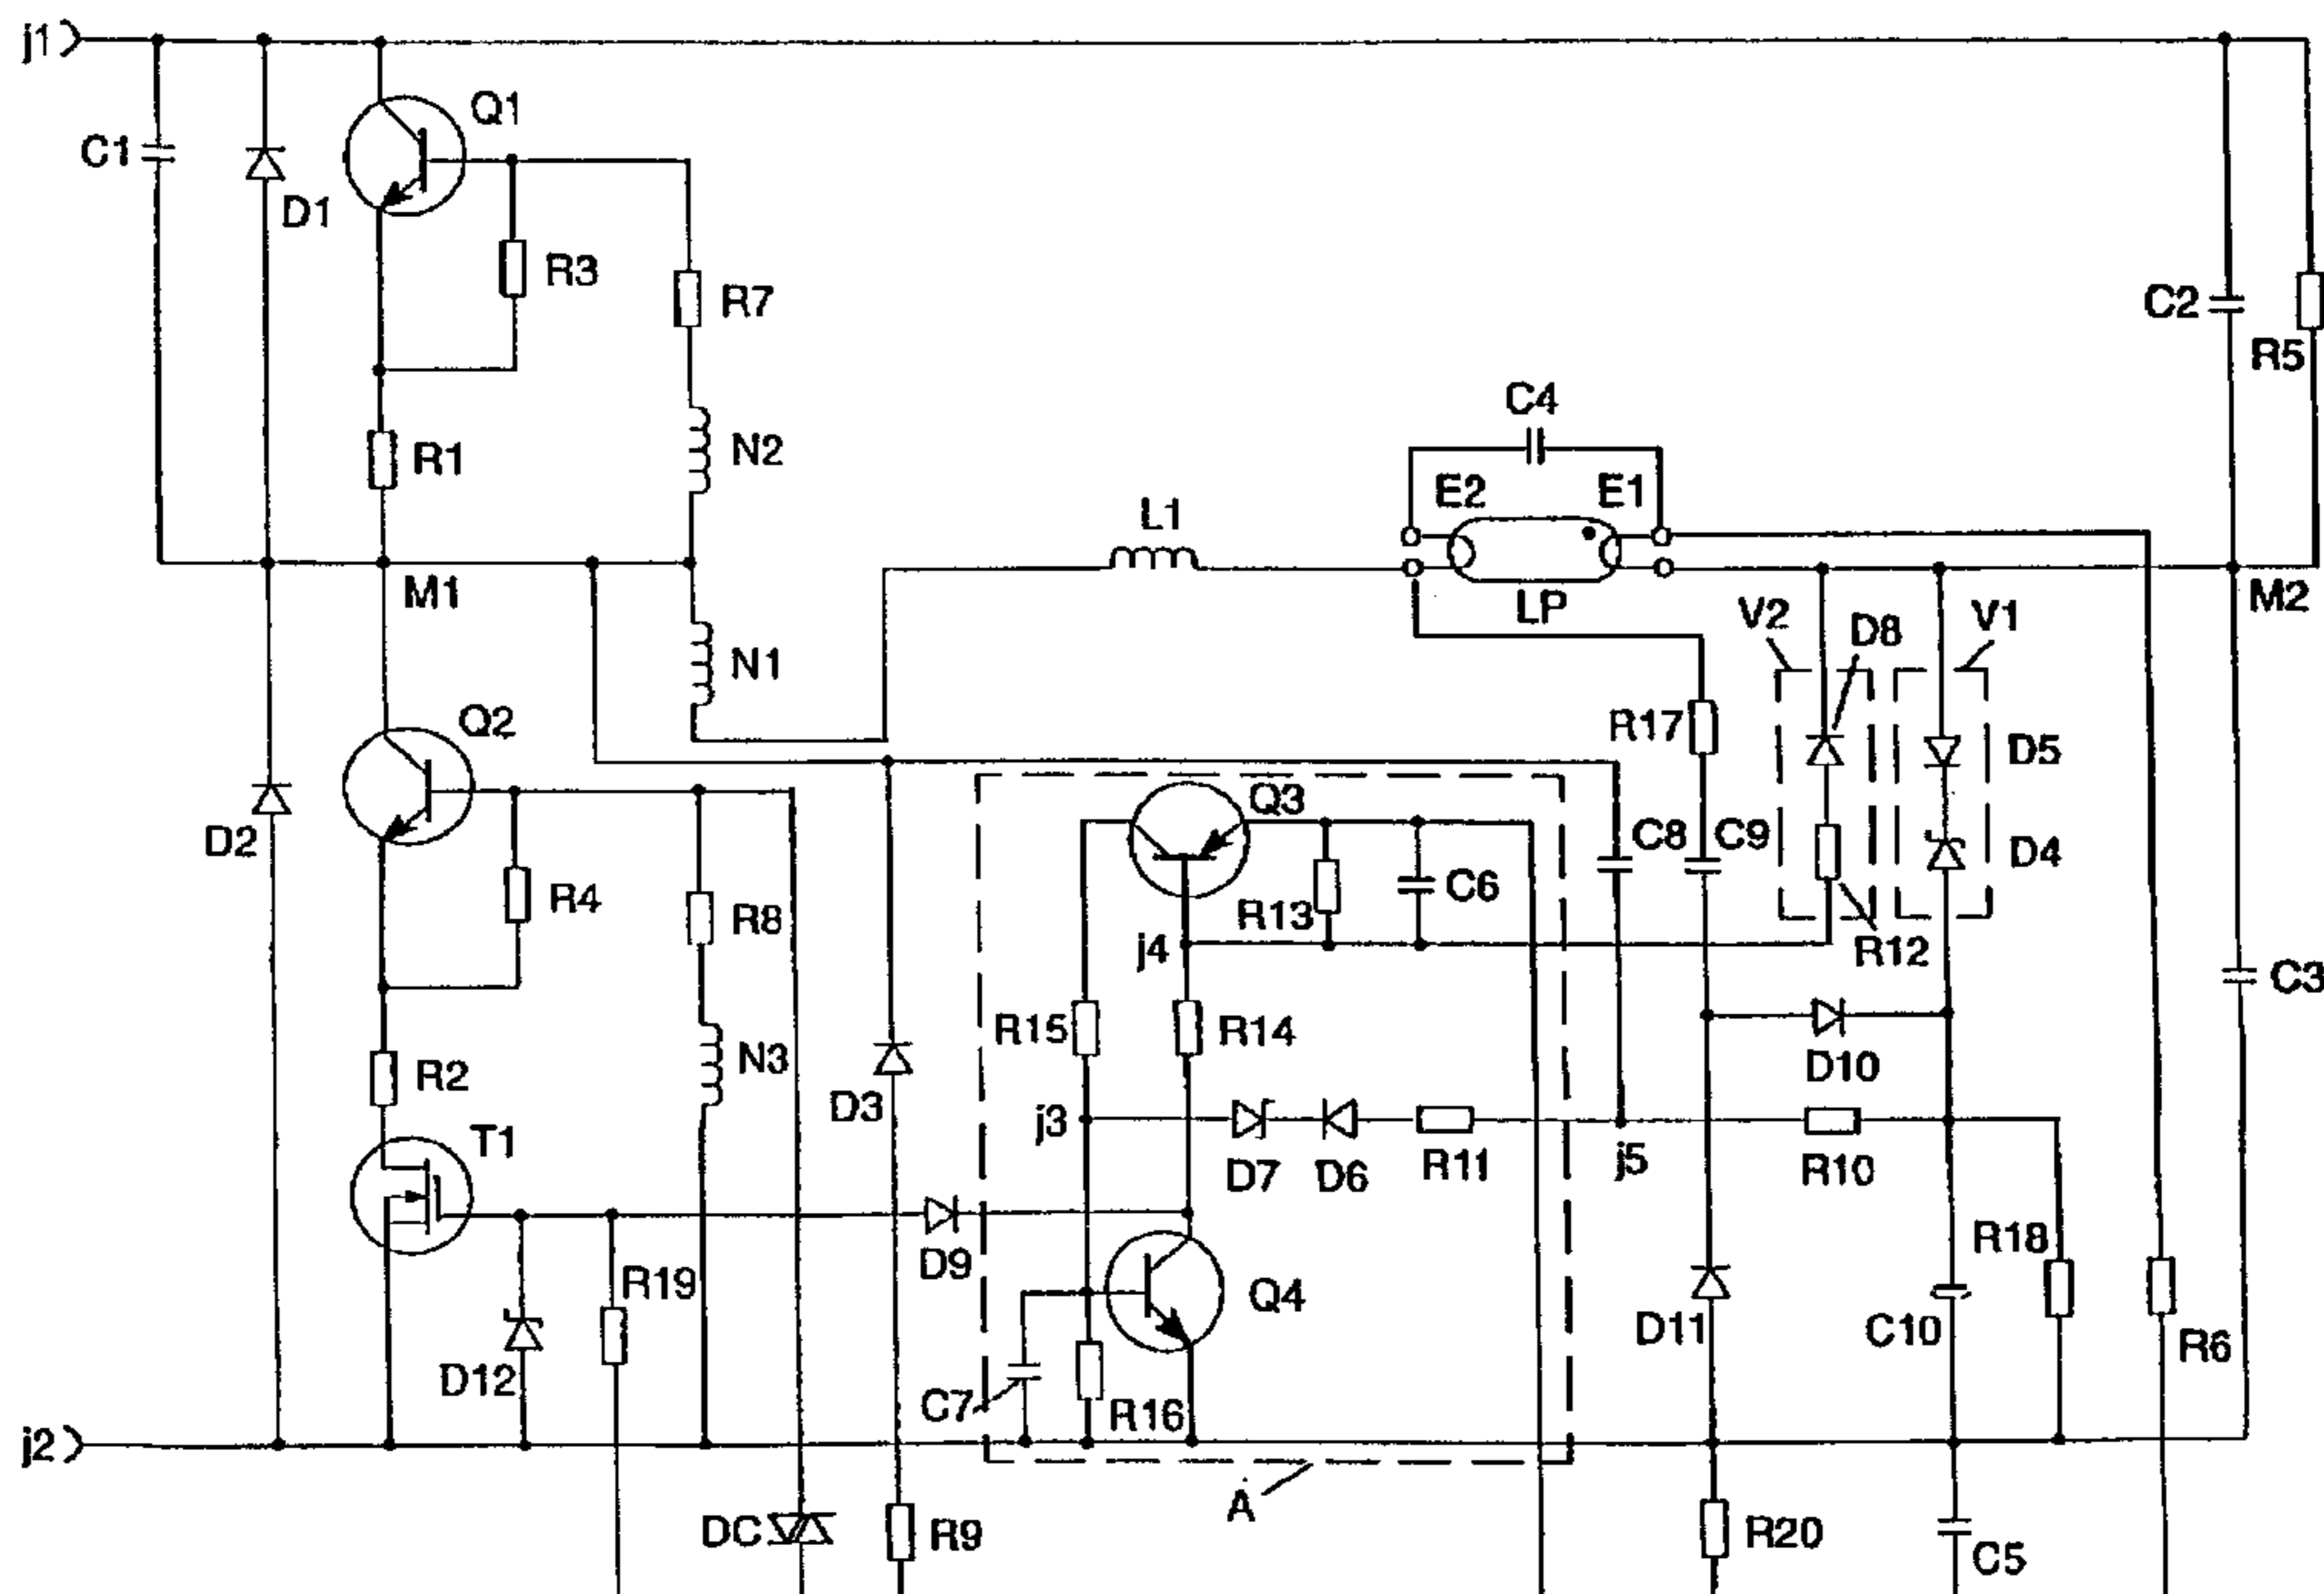 j1
Q1
C1
D1
R3
R7
C2
R5
C4
N2
R1
E2 E1
L1
M1
LP
M2
V2
D8
V1
N1
Q2
R17
D5
Q3
D2
C8
C9
D4
R4
R8
R13
C6
j4
R12
C3
R15
R14
R2
N3
D10
D3
j3
T1
D7
D6
R11
j5
R10
R18
D9
R19
Q4
D11
C10
R6
D12
C7
R16
j2
A
DC
R9
R20
C5